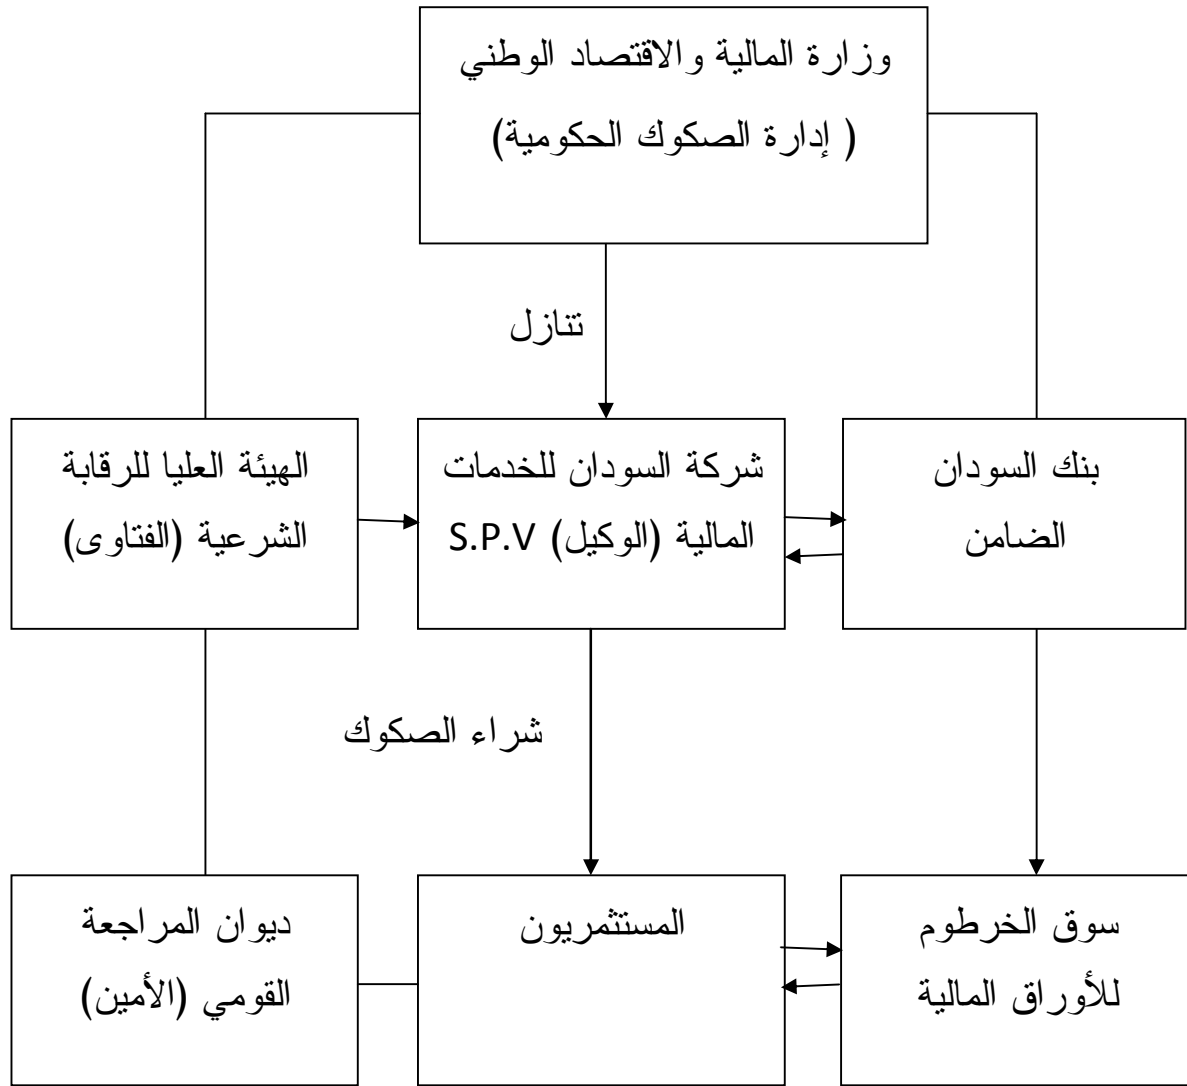 وزارة المالية والاقتصاد الوطني
( إدارة الصكوك الحكومية)
تنازل
بنك السودان
الضامن
شركة السودان للخدمات
المالية (الوكيل) S.P.V
الهيئة العليا للرقابة
الشرعية (الفتاوى)
شراء الصكوك
سوق الخرطوم
للأوراق المالية
المستثمريون
ديوان المراجعة
القومي (الأمين)